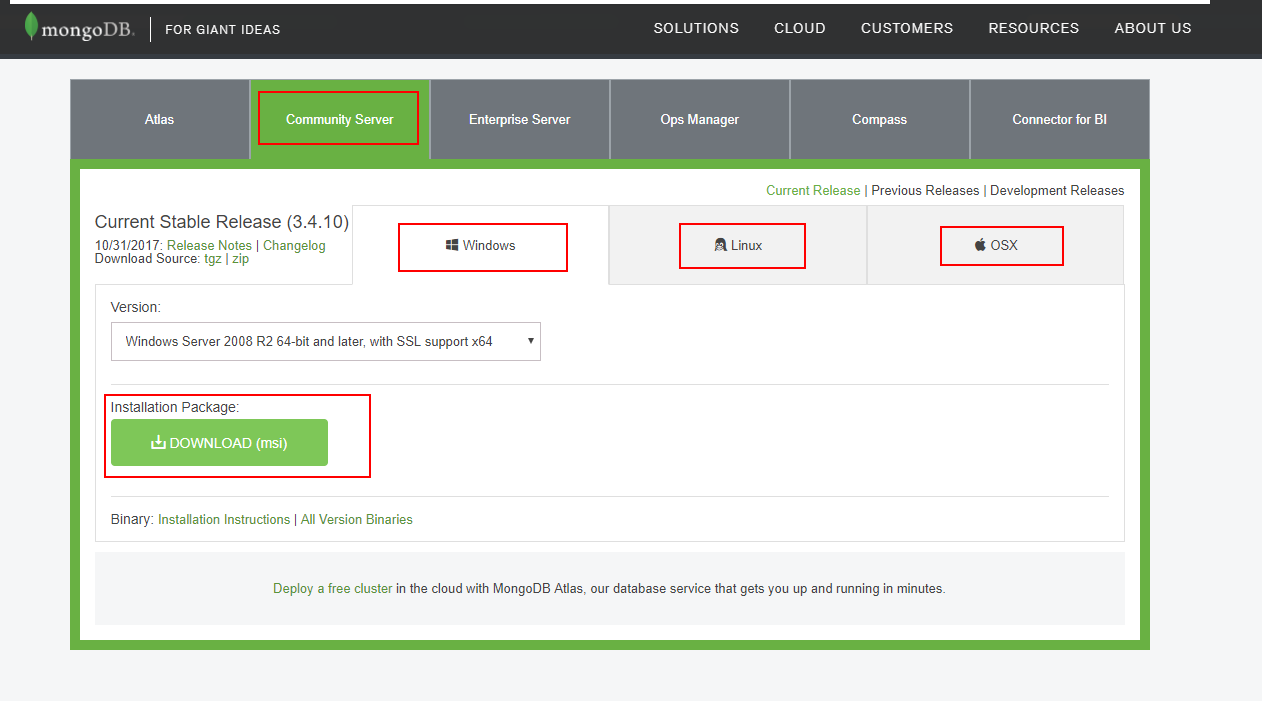 mongoDB. FOR GIANT IDEAS SOLUTIONS CLOUD CUSTOMERS RESOURCES ABOUT US
Atlas Community Server Enterprise Server Ops Manager Compass Connector for BI
Current Release | Previous Releases | Development Releases
Current Stable Release (3.4.10)
10/31/2017: Release Notes | Changelog
Download Source: tgz | zip
Windows Linux OSX
Version:
Windows Server 2008 R2 64-bit and later, with SSL support x64
Installation Package:
DOWNLOAD (msi)
Binary: Installation Instructions | All Version Binaries
Deploy a free cluster in the cloud with MongoDB Atlas, our database service that gets you up and running in minutes.